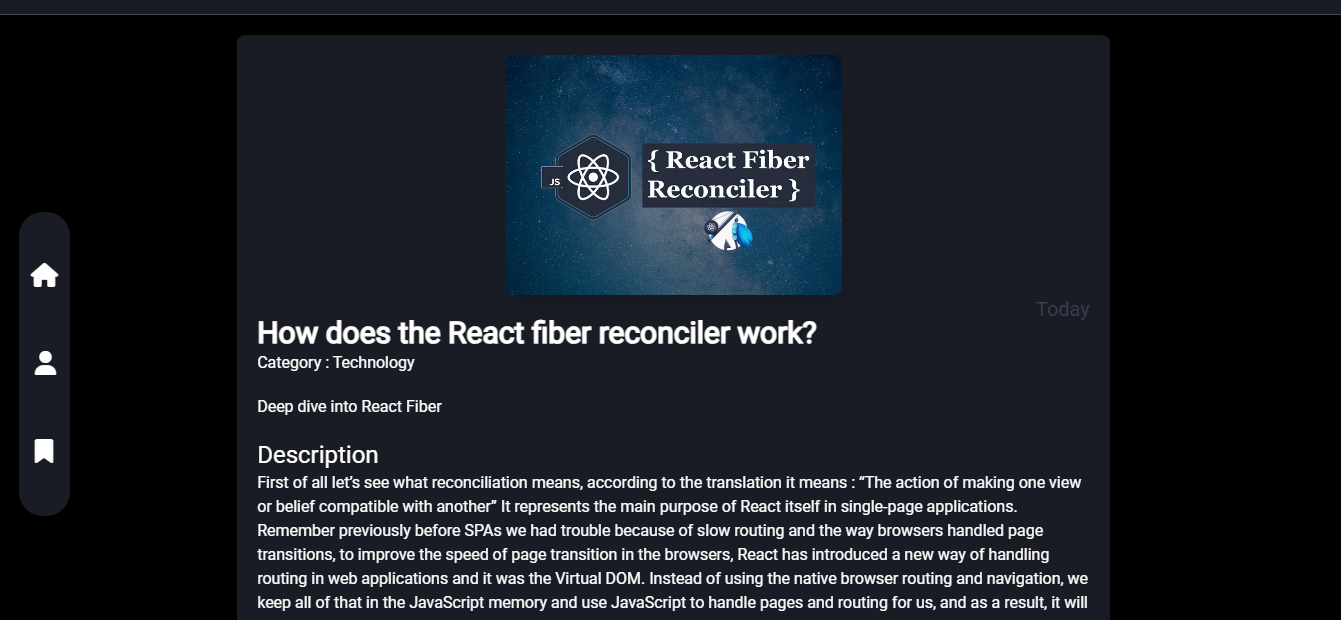 JS
{ React Fiber
Reconciler }
Today
How does the React fiber reconciler work?
Category : Technology
Deep dive into React Fiber
Description
First of all let’s see what reconciliation means, according to the translation it means : “The action of making one view
or belief compatible with another” It represents the main purpose of React itself in single-page applications.
Remember previously before SPAs we had trouble because of slow routing and the way browsers handled page
transitions, to improve the speed of page transition in the browsers, React has introduced a new way of handling
routing in web applications and it was the Virtual DOM. Instead of using the native browser routing and navigation, we
keep all of that in the JavaScript memory and use JavaScript to handle pages and routing for us, and as a result, it will